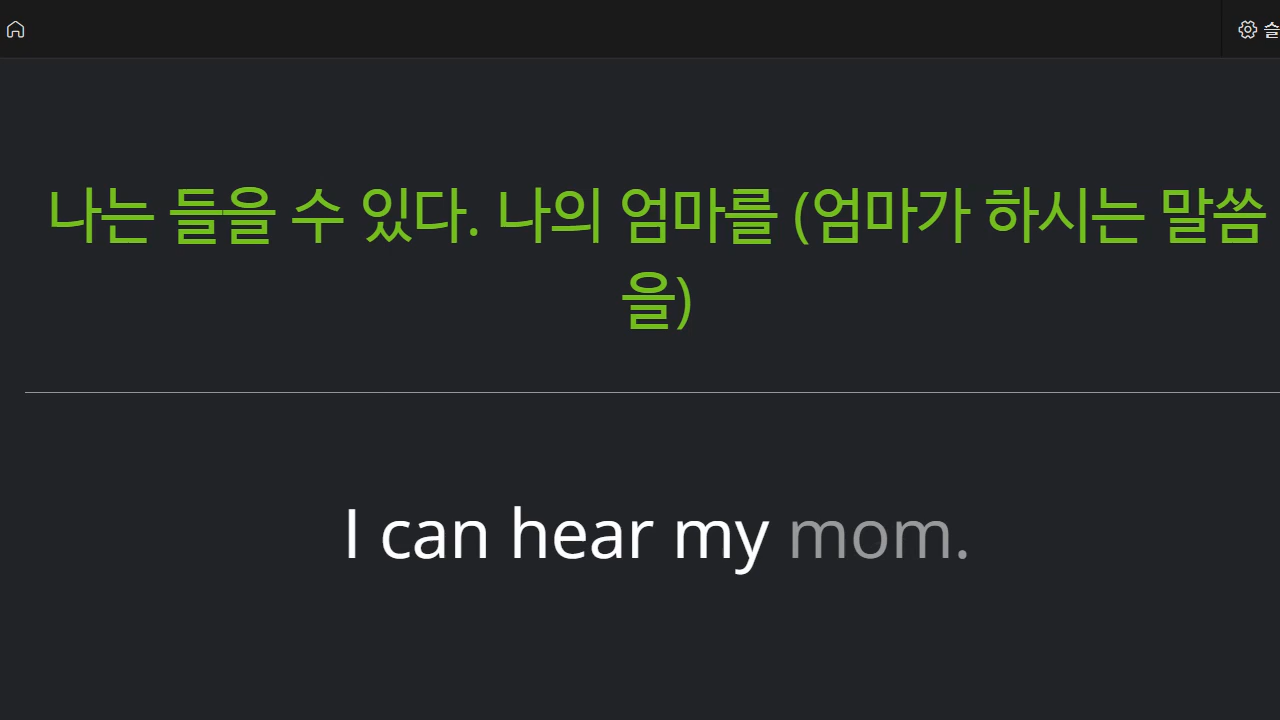 슬
나는 들을 수 있다. 나의 엄마를 (엄마가 하시는 말씀
을)
I can hear my mom.